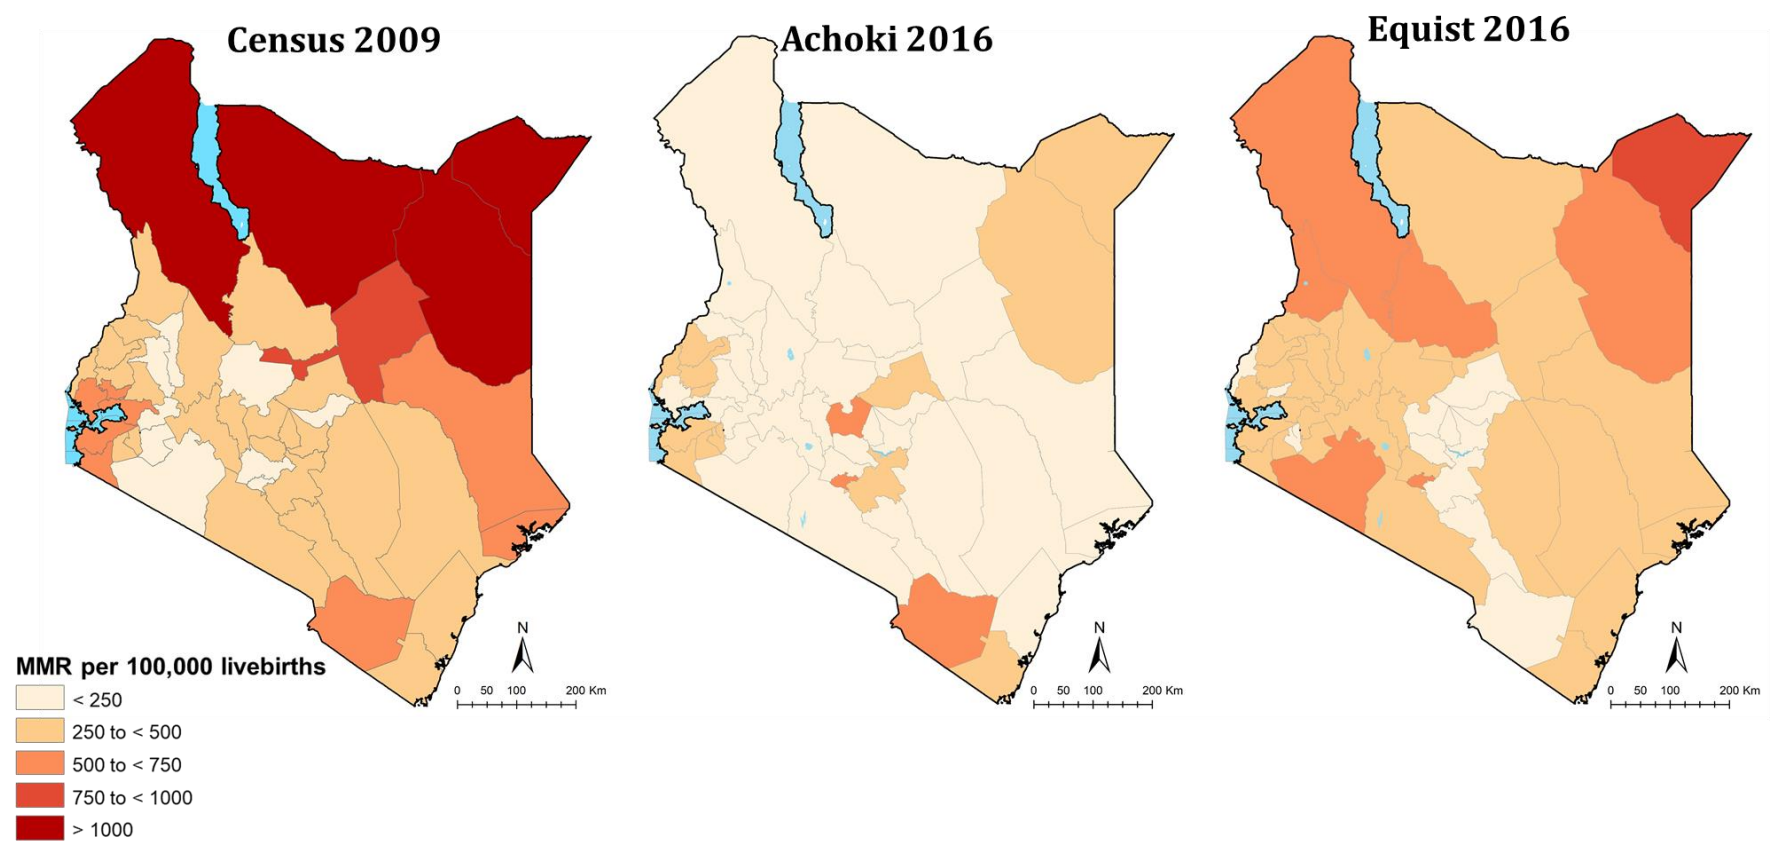 Census 2009
Achoki 2016
Equist 2016
N
0 50 100 200 Km
N
0 50 100 200 Km
N
0 50 100 200 Km
MMR per 100,000 livebirths
< 250
250 to < 500
500 to < 750
750 to < 1000
> 1000